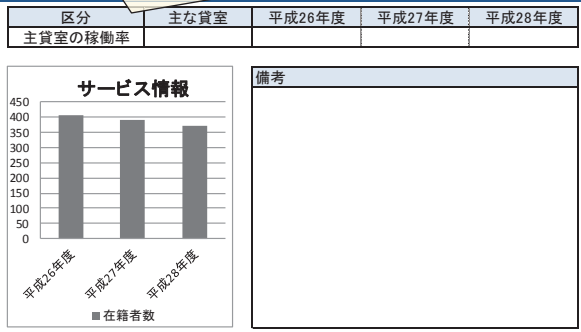 区分 主な貸室 平成26年度 平成27年度 平成28年度
主貸室の稼働率
サービス情報
450
400
350
300
250
200
150
100
50
0
平成26年度 平成27年度 平成28年度
■在籍者数
備考